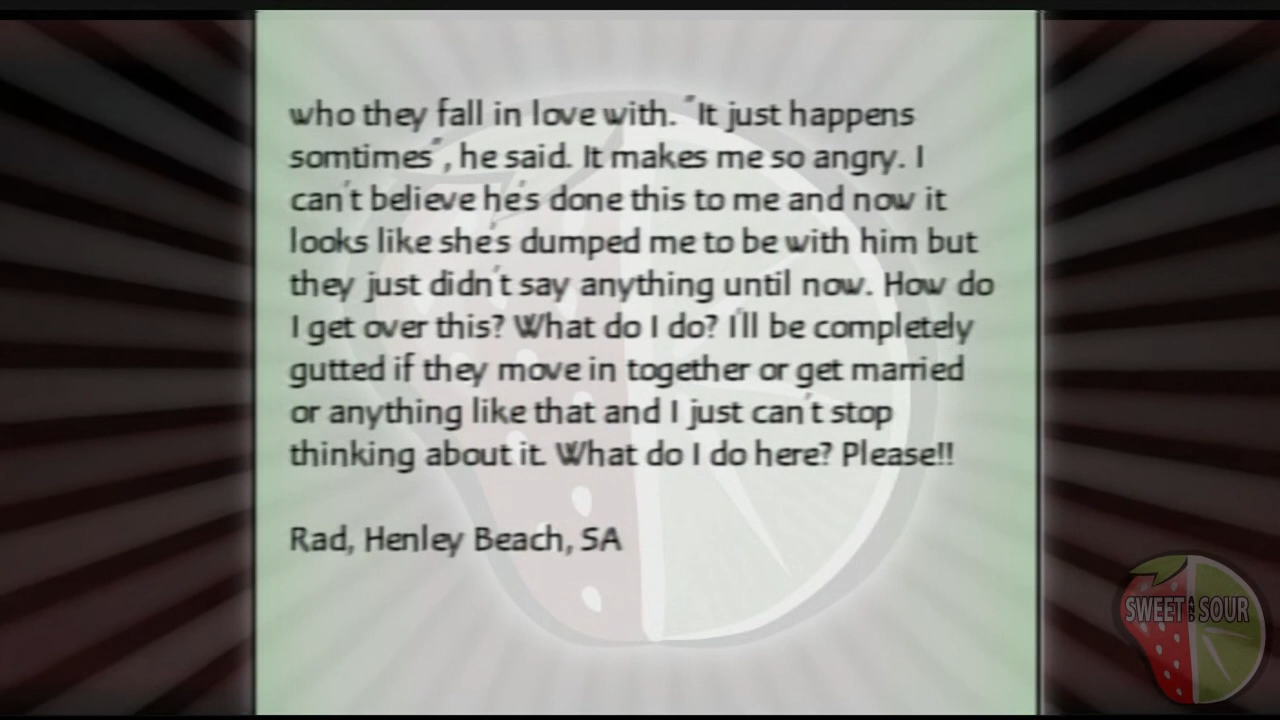 who they fall in love with. "It just happens
somtimes", he said. It makes me so angry. I
can't believe he's done this to me and now it
looks like she's dumped me to be with him but
they just didn't say anything until now. How do
I get over this? What do I do? I'll be completely
gutted if they move in together or get married
or anything like that and I just can't stop
thinking about it. What do I do here? Please!!
Rad, Henley Beach, SA
SWEET AND SOUR